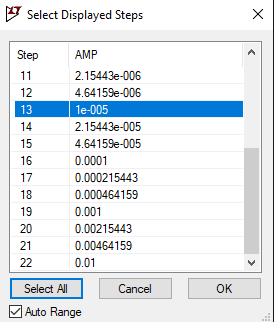 Select Displayed Steps
Step AMP
11 2.15443e-006
12 4.64159e-006
13 1e-005
14 2.15443e-005
15 4.64159e-005
16 0.0001
17 0.000215443
18 0.000464159
19 0.001
20 0.00215443
21 0.00464159
22 0.01
Select All Cancel OK
Auto Range